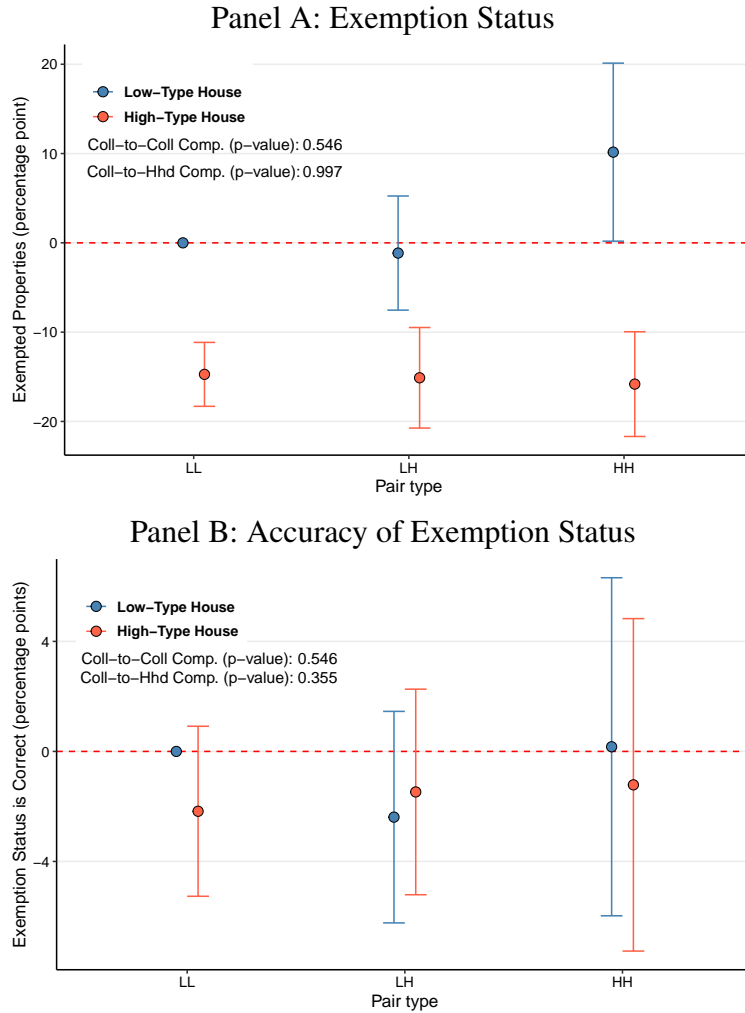 Panel A: Exemption Status
20
10
0
−10
−20
Exempted Properties (percentage point)
Low−Type House
High−Type House
Coll−to−Coll Comp. (p−value): 0.546
Coll−to−Hhd Comp. (p−value): 0.997
LL LH HH
Pair type
Panel B: Accuracy of Exemption Status
4
0
−4
Exemption Status is Correct (percentage points)
Low−Type House
High−Type House
Coll−to−Coll Comp. (p−value): 0.546
Coll−to−Hhd Comp. (p−value): 0.355
LL LH HH
Pair type